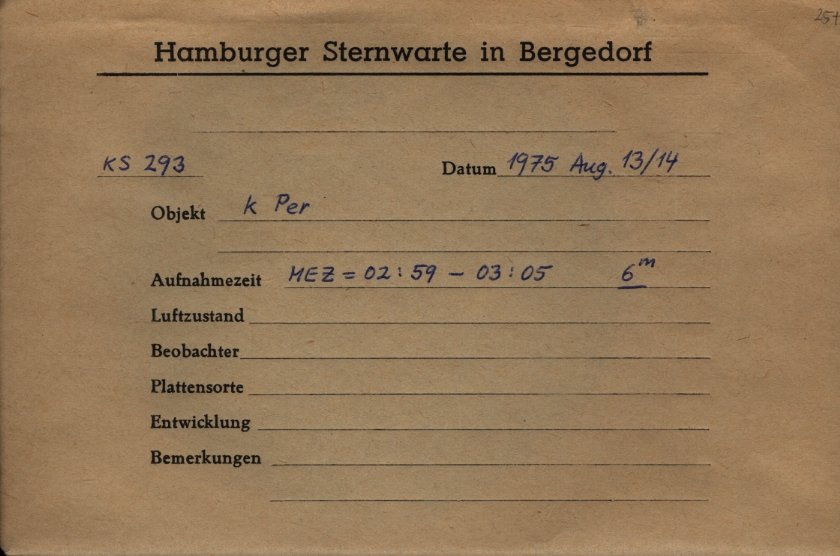 Hamburger Sternwarte in Bergedorf
KS 293 Datum 1975 Aug. 13/14
Objekt k Per
Aufnahmezeit MEZ = 02:59 – 03:05 6ᵐ
Luftzustand
Beobachter
Plattensorte
Entwicklung
Bemerkungen